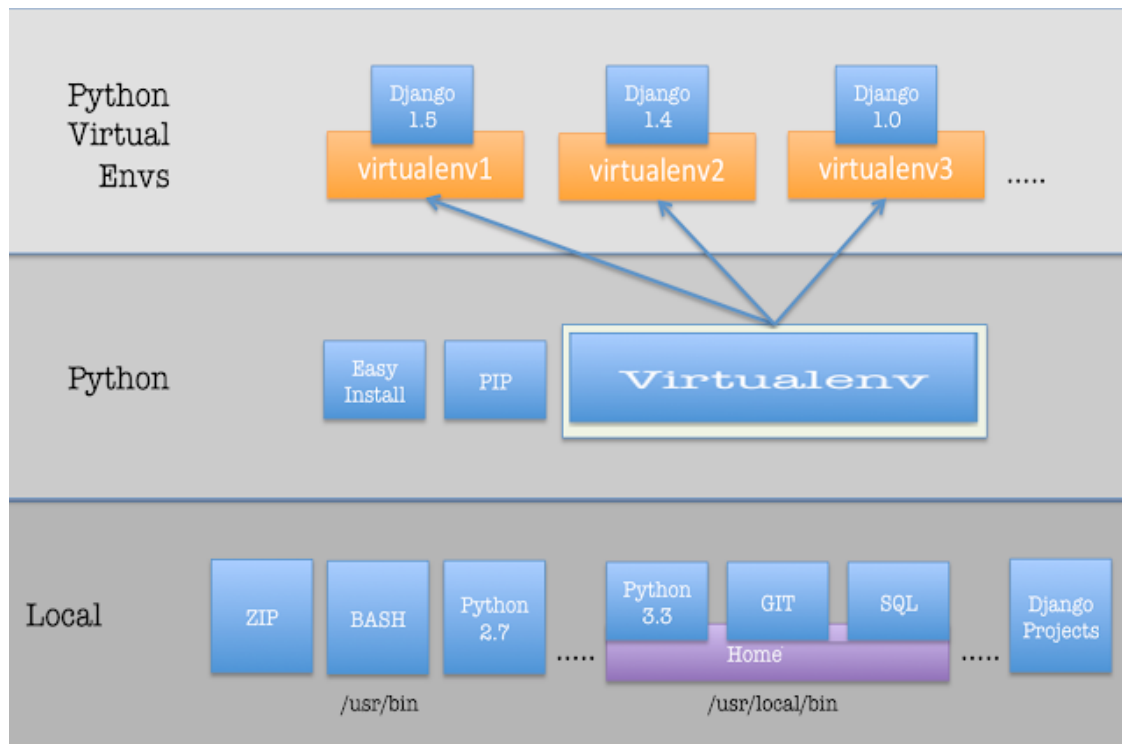 Python
Virtual
Envs
Django
1.5
virtualenv1
Django
1.4
virtualenv2
Django
1.0
virtualenv3
.....
Python
Easy
Install
PIP
Virtualenv
Local
ZIP
BASH
Python
2.7
.....
Python
3.3
GIT
SQL
Home
.....
Django
Projects
/usr/bin
/usr/local/bin